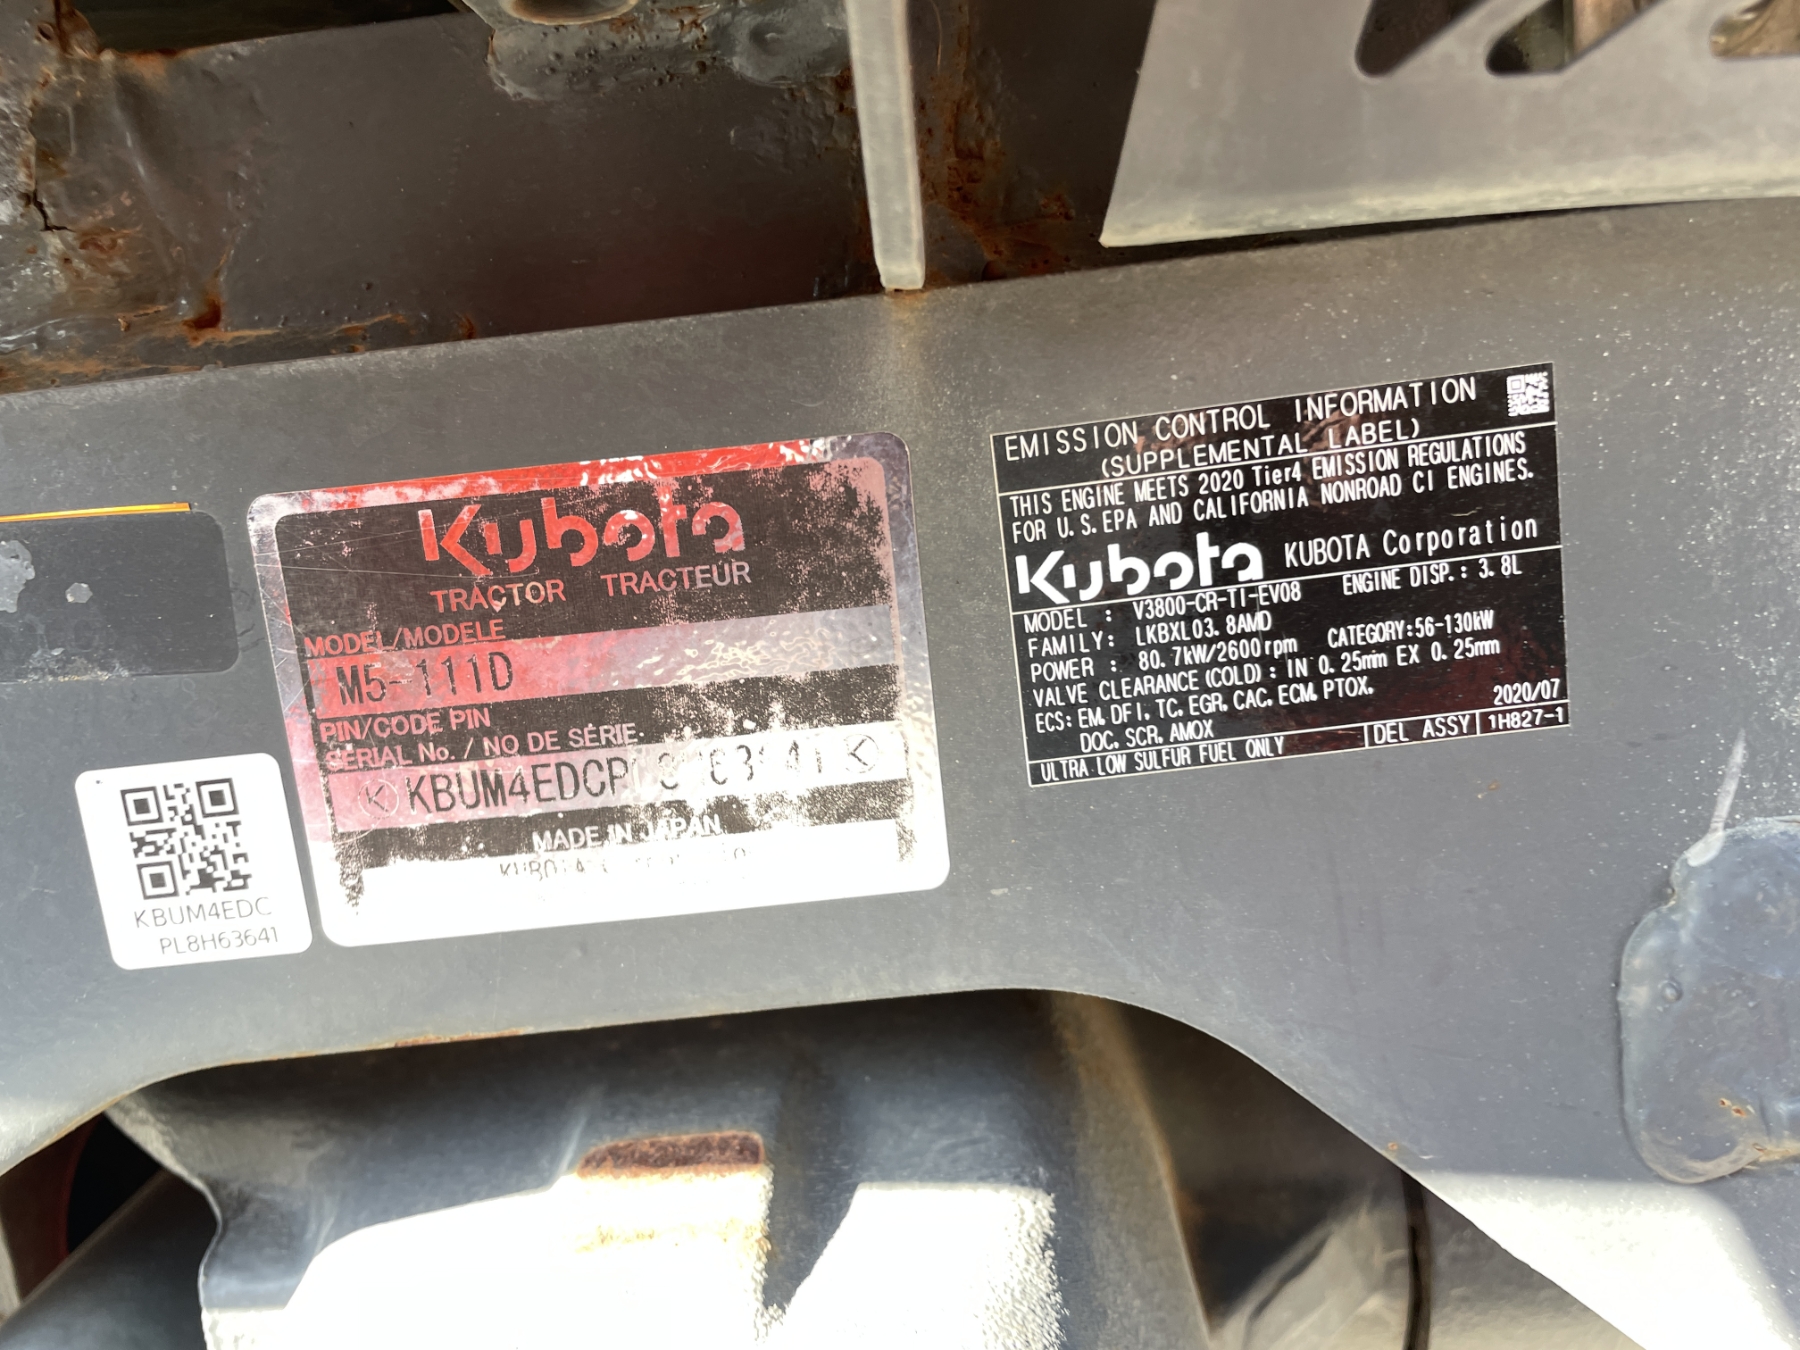 Kubota
TRACTOR TRACTEUR
MODEL/MODELE
M5-111D
PIN/CODE PIN
SERIAL No. / NO DE SÉRIE
KBUM4EDCP
MADE IN JAPAN
KBUM4EDC
PL8H63641
EMISSION CONTROL INFORMATION
(SUPPLEMENTAL LABEL)
THIS ENGINE MEETS 2020 Tier4 EMISSION REGULATIONS
FOR U.S.EPA AND CALIFORNIA NONROAD CI ENGINES.
Kubota KUBOTA Corporation
MODEL : V3800-CR-TI-EV08 ENGINE DISP.: 3.8L
FAMILY: LKBXL03.8AMD
POWER : 80.7kW/2600rpm CATEGORY:56-130kW
VALVE CLEARANCE(COLD): IN 0.25mm EX 0.25mm
ECS: EM, DFI, TC, EGR, CAC, ECM, PTOX, 2020/07
DOC, SCR, AMOX
ULTRA LOW SULFUR FUEL ONLY DEL ASSY 1H827-1